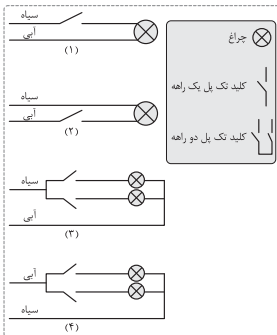 سیاه
آبی
(۱)
سیاه
آبی
(۲)
سیاه
آبی
(۳)
آبی
سیاه
(۴)
چراغ
کلید تک پل یک راهه
کلید تک پل دو راهه